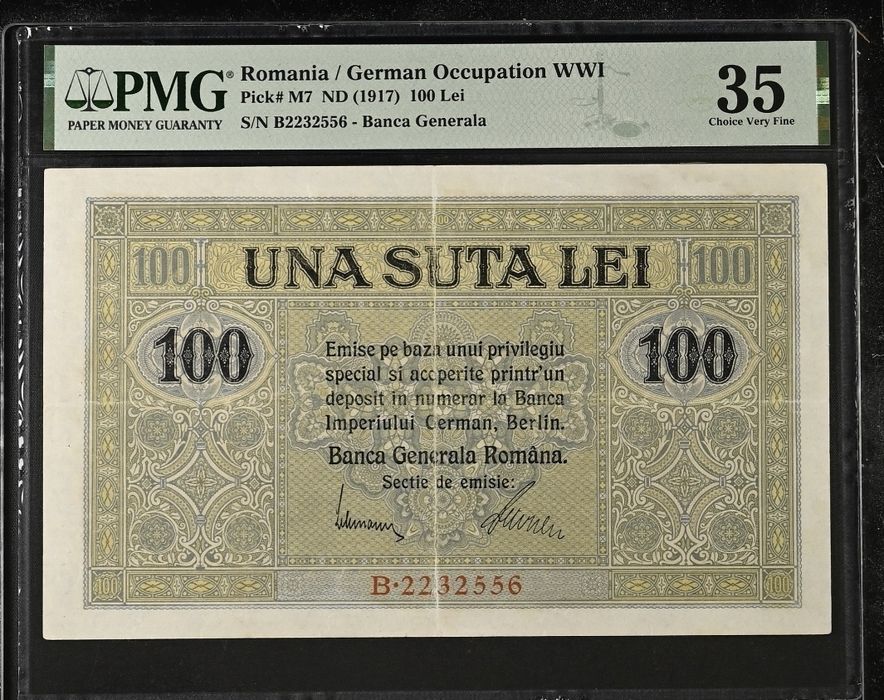 PMG®
PAPER MONEY GUARANTY
Romania / German Occupation WWI
Pick# M7 ND (1917) 100 Lei
S/N B2232556 - Banca Generala
35
Choice Very Fine
100
UNA SUTA LEI
100
100
100
Emise pe baza unui privilegiu
special si acoperite printr'un
deposit in numerar la Banca
Imperiului German, Berlin.
Banca Generala Româna.
Sectie de emisie:
B·2232556
100
100